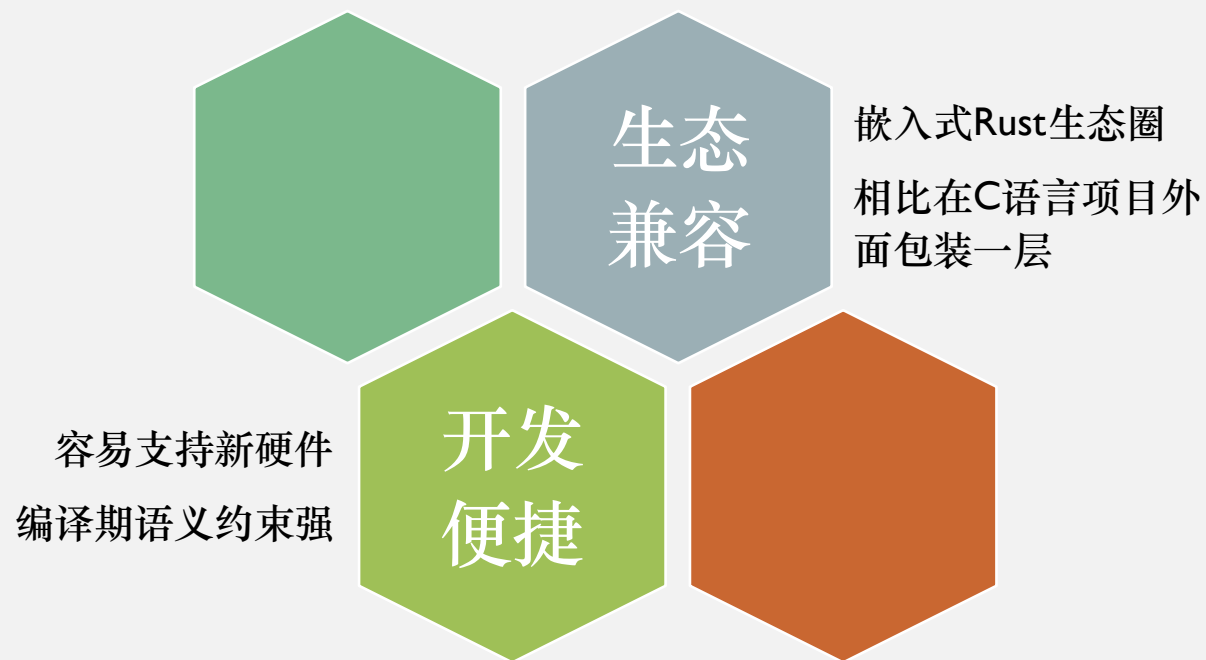 生态
兼容
嵌入式Rust生态圈
相比在C语言项目外
面包装一层
开发
便捷
容易支持新硬件
编译期语义约束强